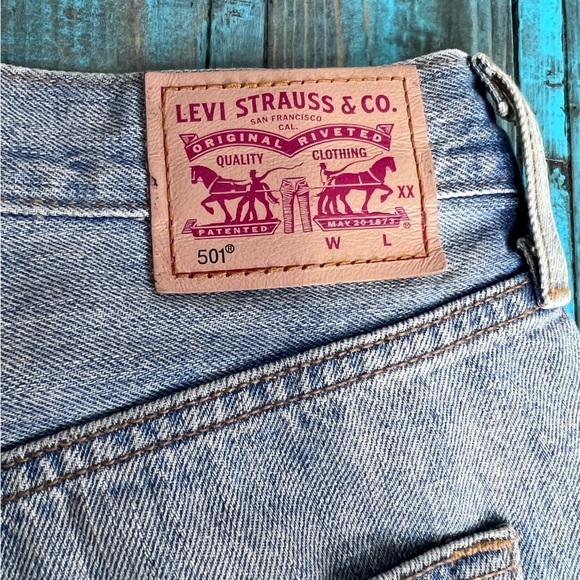 LEVI STRAUSS & CO.
SAN FRANCISCO
CAL.
ORIGINAL RIVETED
QUALITY CLOTHING
XX
PATENTED MAY 20 1873 ®
501® W L